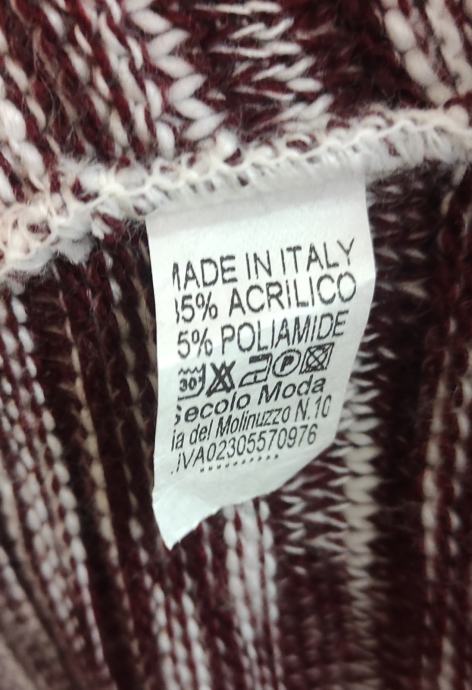 MADE IN ITALY
5% ACRILICO
5% POLIAMIDE
30°
Secolo Moda
ia del Molinuzzo N.10
.IVA02305570976